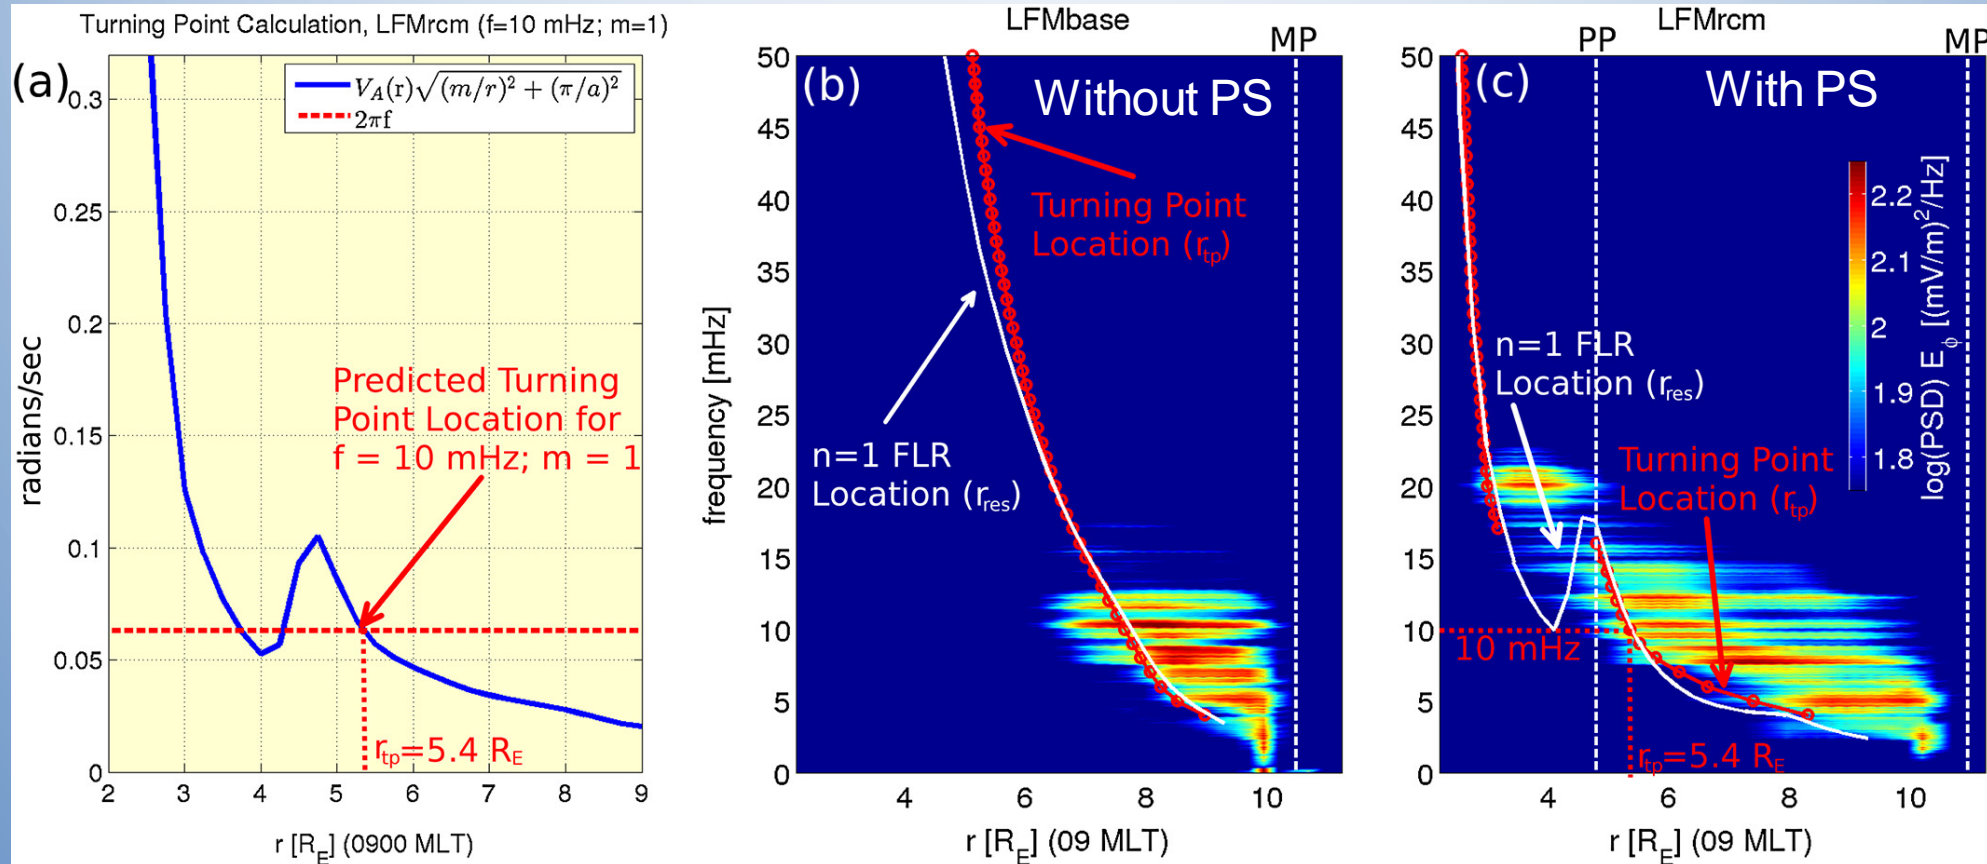 Turning Point Calculation, LFMrcm (f=10 mHz; m=1)
(a)
V_A(r)√((m/r)² + (π/a)²)
2πf
0.3
0.25
0.2
0.15
0.1
0.05
0
radians/sec
Predicted Turning
Point Location for
f = 10 mHz; m = 1
r_tp=5.4 R_E
2 3 4 5 6 7 8 9
r [R_E] (0900 MLT)
LFMbase
MP
(b)
Without PS
50
45
40
35
30
25
20
15
10
5
0
frequency [mHz]
Turning Point
Location (r_tp)
n=1 FLR
Location (r_res)
4 6 8 10
r [R_E] (09 MLT)
LFMrcm
PP
MP
(c)
With PS
50
45
40
35
30
25
20
15
10
5
0
n=1 FLR
Location (r_res)
Turning Point
Location (r_tp)
10 mHz
r_tp=5.4 R_E
2.2
2.1
2
1.9
1.8
log(PSD) E_ϕ [(mV/m)²/Hz]
4 6 8 10
r [R_E] (09 MLT)